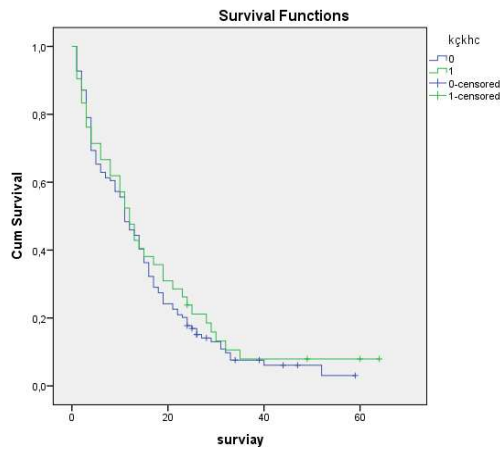 Survival Functions
kçkhc
0
1
0-censored
1-censored
Cum Survival
1,0
0,8
0,6
0,4
0,2
0,0
0
20
40
60
surviay